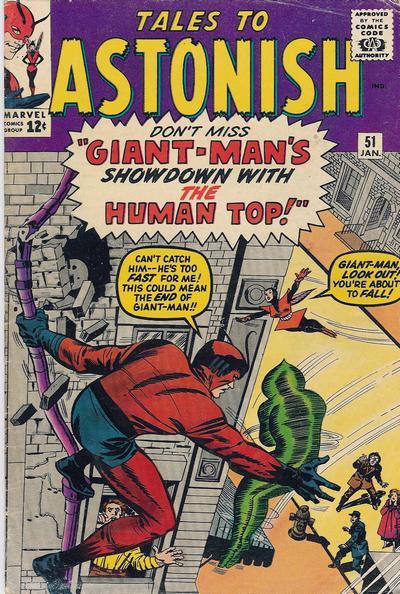 TALES TO
ASTONISH
APPROVED
BY THE
COMICS
CODE
AUTHORITY
IND.
MARVEL
COMICS
GROUP
12¢
51
JAN.
DON'T MISS
"GIANT-MAN'S
SHOWDOWN WITH
THE
HUMAN TOP!"
CAN'T CATCH
HIM--HE'S TOO
FAST FOR ME!
THIS COULD MEAN
THE END OF
GIANT-MAN!!
GIANT-MAN,
LOOK OUT!
YOU'RE ABOUT
TO FALL!